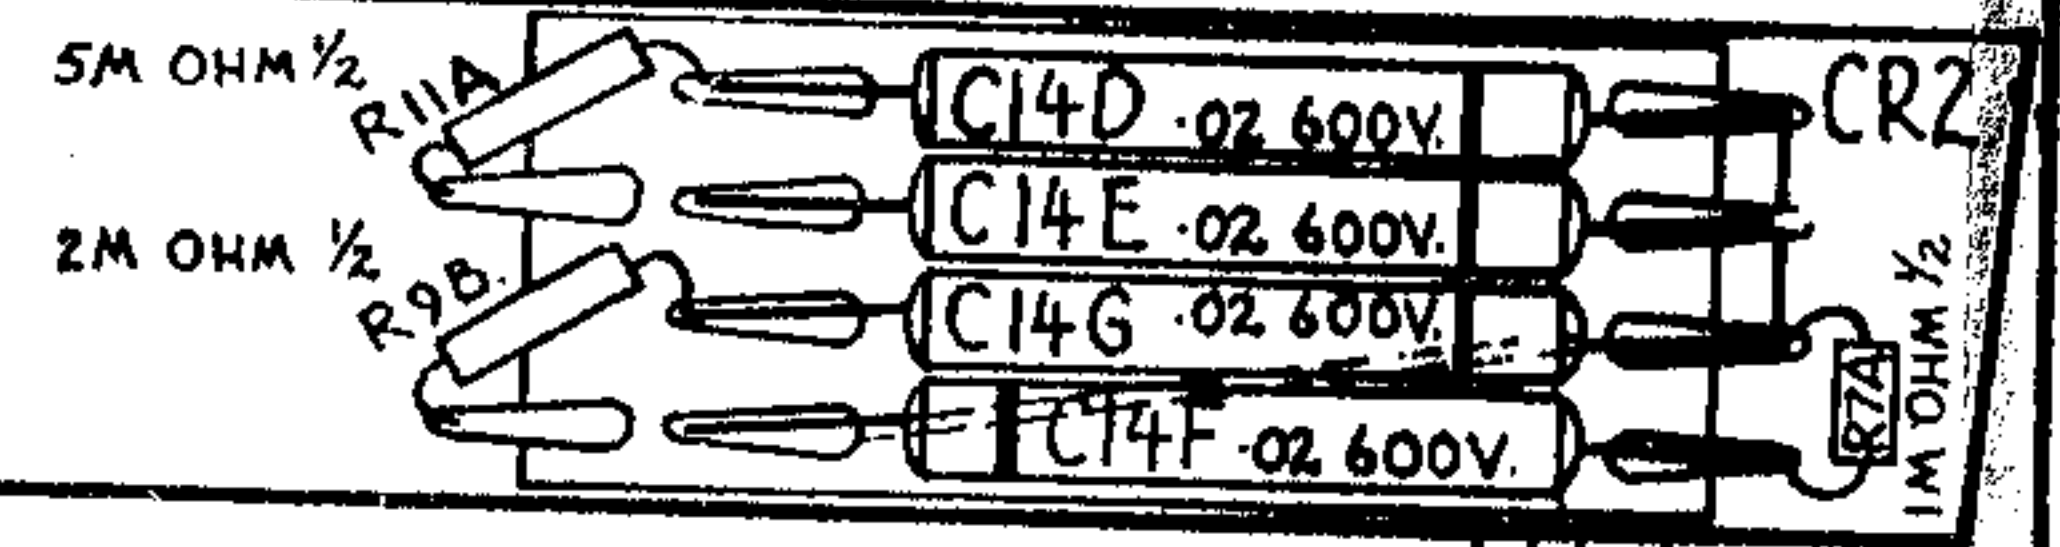 5M OHM 1/2
R11A
C14D .02 600V.
CR2
C14E .02 600V.
2M OHM 1/2
R9B.
C14G .02 600V.
C14F .02 600V.
R7A
1M OHM 1/2